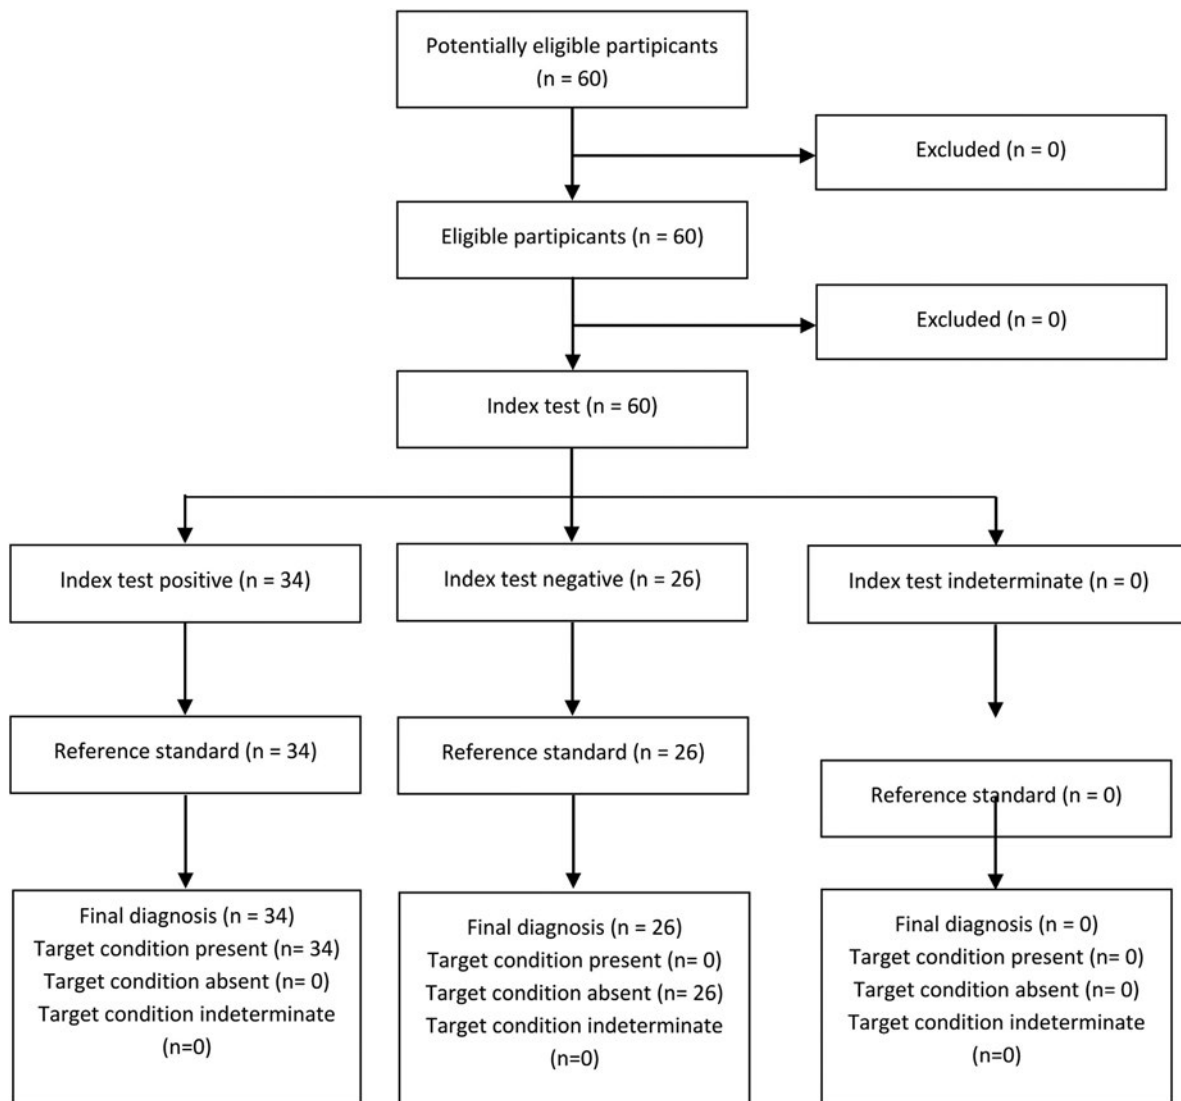 Potentially eligible partipicants
(n = 60)
Excluded (n = 0)
Eligible partipicants (n = 60)
Excluded (n = 0)
Index test (n = 60)
Index test positive (n = 34)
Index test negative (n = 26)
Index test indeterminate (n = 0)
Reference standard (n = 34)
Reference standard (n = 26)
Reference standard (n = 0)
Final diagnosis (n = 34)
Target condition present (n= 34)
Target condition absent (n= 0)
Target condition indeterminate
(n=0)
Final diagnosis (n = 26)
Target condition present (n= 0)
Target condition absent (n= 26)
Target condition indeterminate
(n=0)
Final diagnosis (n = 0)
Target condition present (n= 0)
Target condition absent (n= 0)
Target condition indeterminate
(n=0)